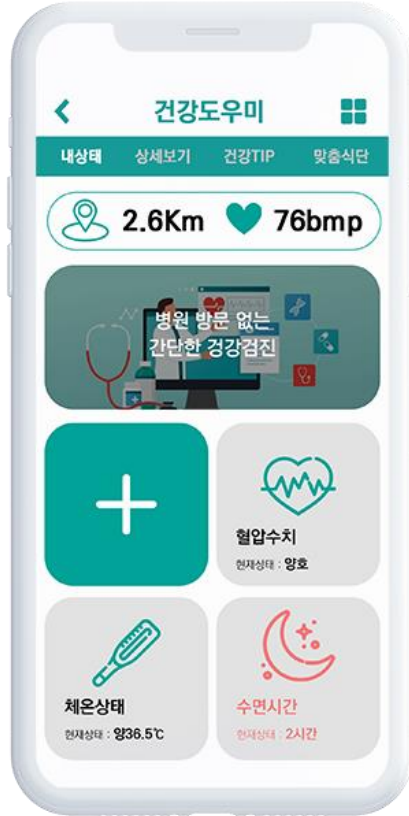 건강도우미
내상태 상세보기 건강TIP 맞춤식단
2.6Km 76bmp
병원 방문 없는
간단한 겅강검진
혈압수치
현재상태 : 양호
체온상태
현재상태 : 양36.5℃
수면시간
현재상태 : 2시간